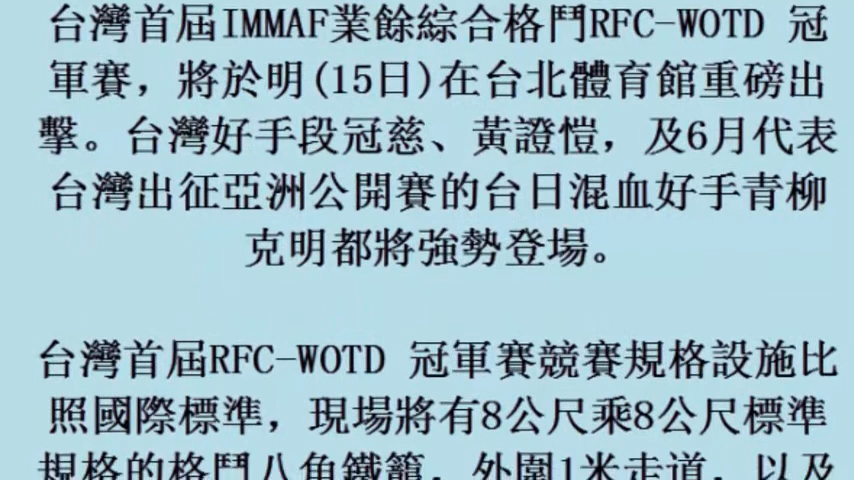 台灣首屆IMMAF業餘綜合格鬥RFC-WOTD 冠
軍賽，將於明(15日)在台北體育館重磅出
擊。台灣好手段冠慈、黃證愷，及6月代表
台灣出征亞洲公開賽的台日混血好手青柳
克明都將強勢登場。
台灣首屆RFC-WOTD 冠軍賽競賽規格設施比
照國際標準，現場將有8公尺乘8公尺標準
規格的格鬥八角鐵籠，外圍1米走道，以及